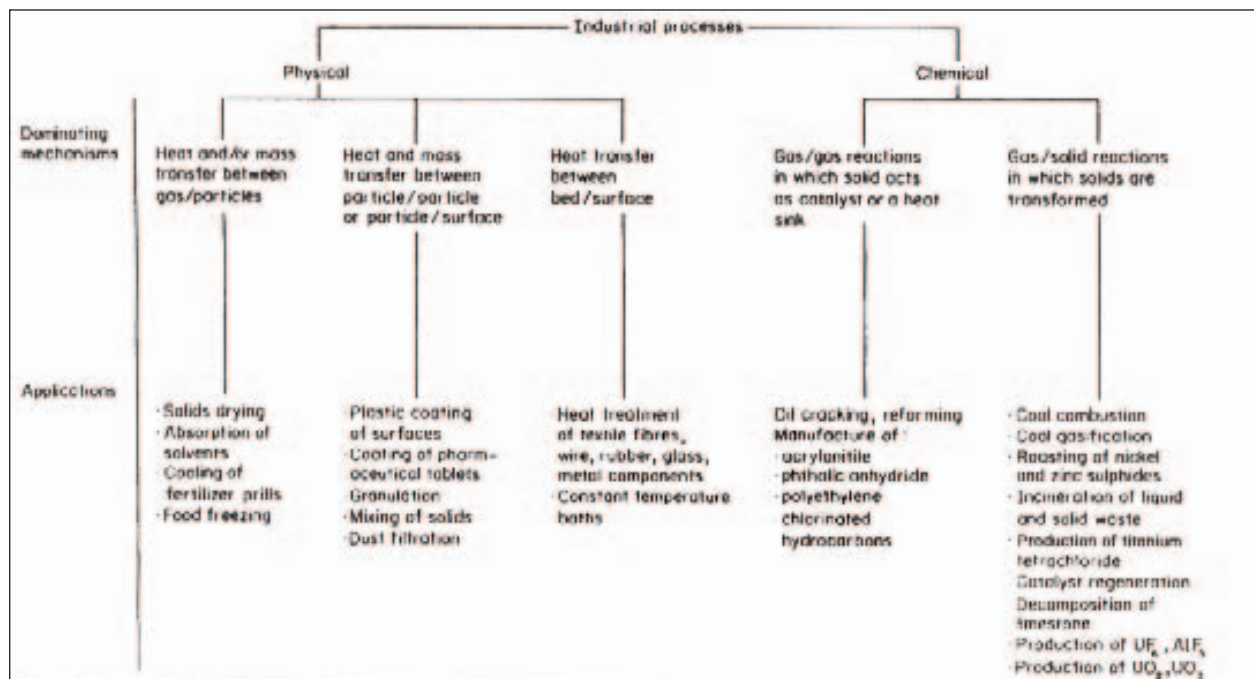 Industrial processes
Physical
Chemical
Dominating
mechanisms
Heat and/or mass
transfer between
gas/particles
Heat and mass
transfer between
particle/particle
or particle/surface
Heat transfer
between
bed/surface
Gas/gas reactions
in which solid acts
as catalyst or a heat
sink
Gas/solid reactions
in which solids are
transformed
Applications
· Solids drying
· Absorption of
solvents
· Cooling of
fertilizer prills
· Food freezing
· Plastic coating
of surfaces
· Coating of pharm-
aceutical tablets
· Granulation
· Mixing of solids
· Dust filtration
· Heat treatment
of textile fibres,
wire, rubber, glass,
metal components
· Constant temperature
baths
Oil cracking, reforming
Manufacture of:
· acrylonitile
· phthalic anhydride
· polyethylene
chlorinated
hydrocarbons
· Coal combustion
· Coal gasification
· Roasting of nickel
and zinc sulphides
· Incineration of liquid
and solid waste
· Production of titanium
tetrachloride
Catalyst regeneration
Decomposition of
limestone
· Production of UF₆, AlF₃
· Production of UO₂, UO₃